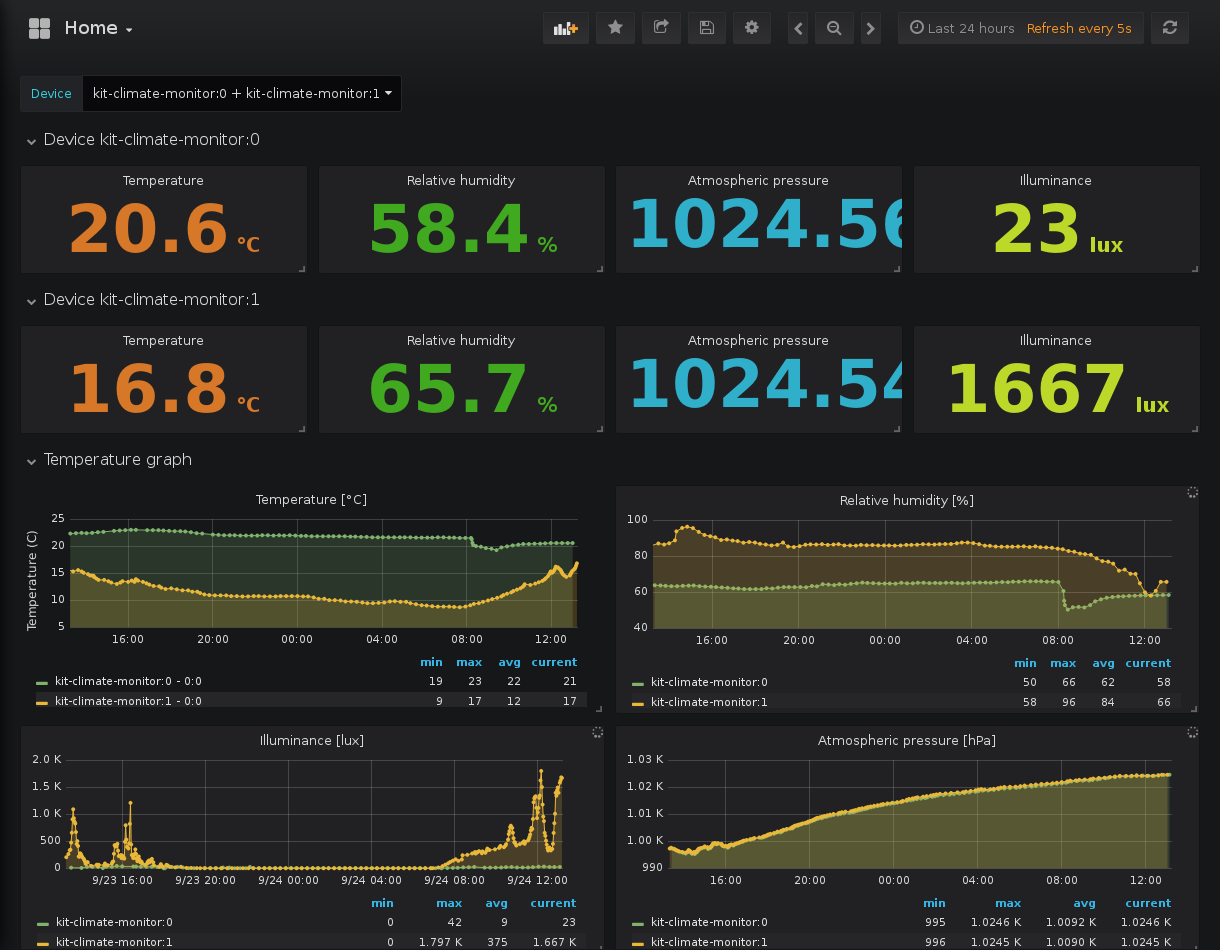 Home
Last 24 hours Refresh every 5s
Device kit-climate-monitor:0 + kit-climate-monitor:1
Device kit-climate-monitor:0
Temperature Relative humidity Atmospheric pressure Illuminance
20.6 °C 58.4 % 1024.56 23 lux
Device kit-climate-monitor:1
Temperature Relative humidity Atmospheric pressure Illuminance
16.8 °C 65.7 % 1024.54 1667 lux
Temperature graph
Temperature [°C]
Temperature (C)
25
20
15
10
5
16:00 20:00 00:00 04:00 08:00 12:00
min max avg current
kit-climate-monitor:0 - 0:0 19 23 22 21
kit-climate-monitor:1 - 0:0 9 17 12 17
Relative humidity [%]
100
80
60
40
16:00 20:00 00:00 04:00 08:00 12:00
min max avg current
kit-climate-monitor:0 50 66 62 58
kit-climate-monitor:1 58 96 84 66
Illuminance [lux]
2.0 K
1.5 K
1.0 K
500
0
9/23 16:00 9/23 20:00 9/24 00:00 9/24 04:00 9/24 08:00 9/24 12:00
min max avg current
kit-climate-monitor:0 0 42 9 23
kit-climate-monitor:1 0 1.797 K 375 1.667 K
Atmospheric pressure [hPa]
1.03 K
1.02 K
1.01 K
1.00 K
990
16:00 20:00 00:00 04:00 08:00 12:00
min max avg current
kit-climate-monitor:0 995 1.0246 K 1.0092 K 1.0246 K
kit-climate-monitor:1 996 1.0245 K 1.0090 K 1.0245 K